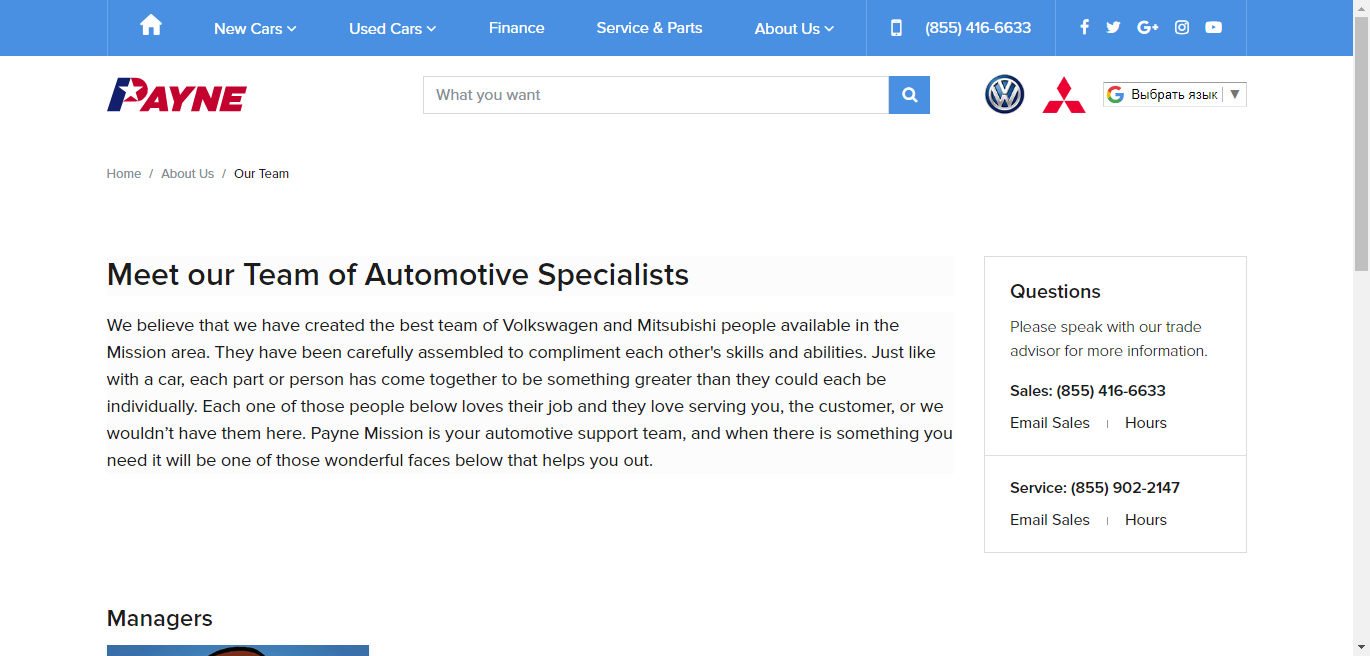 New Cars Used Cars Finance Service & Parts About Us (855) 416-6633
PAYNE
What you want
Выбрать язык ▼
Home / About Us / Our Team
Meet our Team of Automotive Specialists
We believe that we have created the best team of Volkswagen and Mitsubishi people available in the
Mission area. They have been carefully assembled to compliment each other's skills and abilities. Just like
with a car, each part or person has come together to be something greater than they could each be
individually. Each one of those people below loves their job and they love serving you, the customer, or we
wouldn’t have them here. Payne Mission is your automotive support team, and when there is something you
need it will be one of those wonderful faces below that helps you out.
Questions
Please speak with our trade
advisor for more information.
Sales: (855) 416-6633
Email Sales | Hours
Service: (855) 902-2147
Email Sales | Hours
Managers